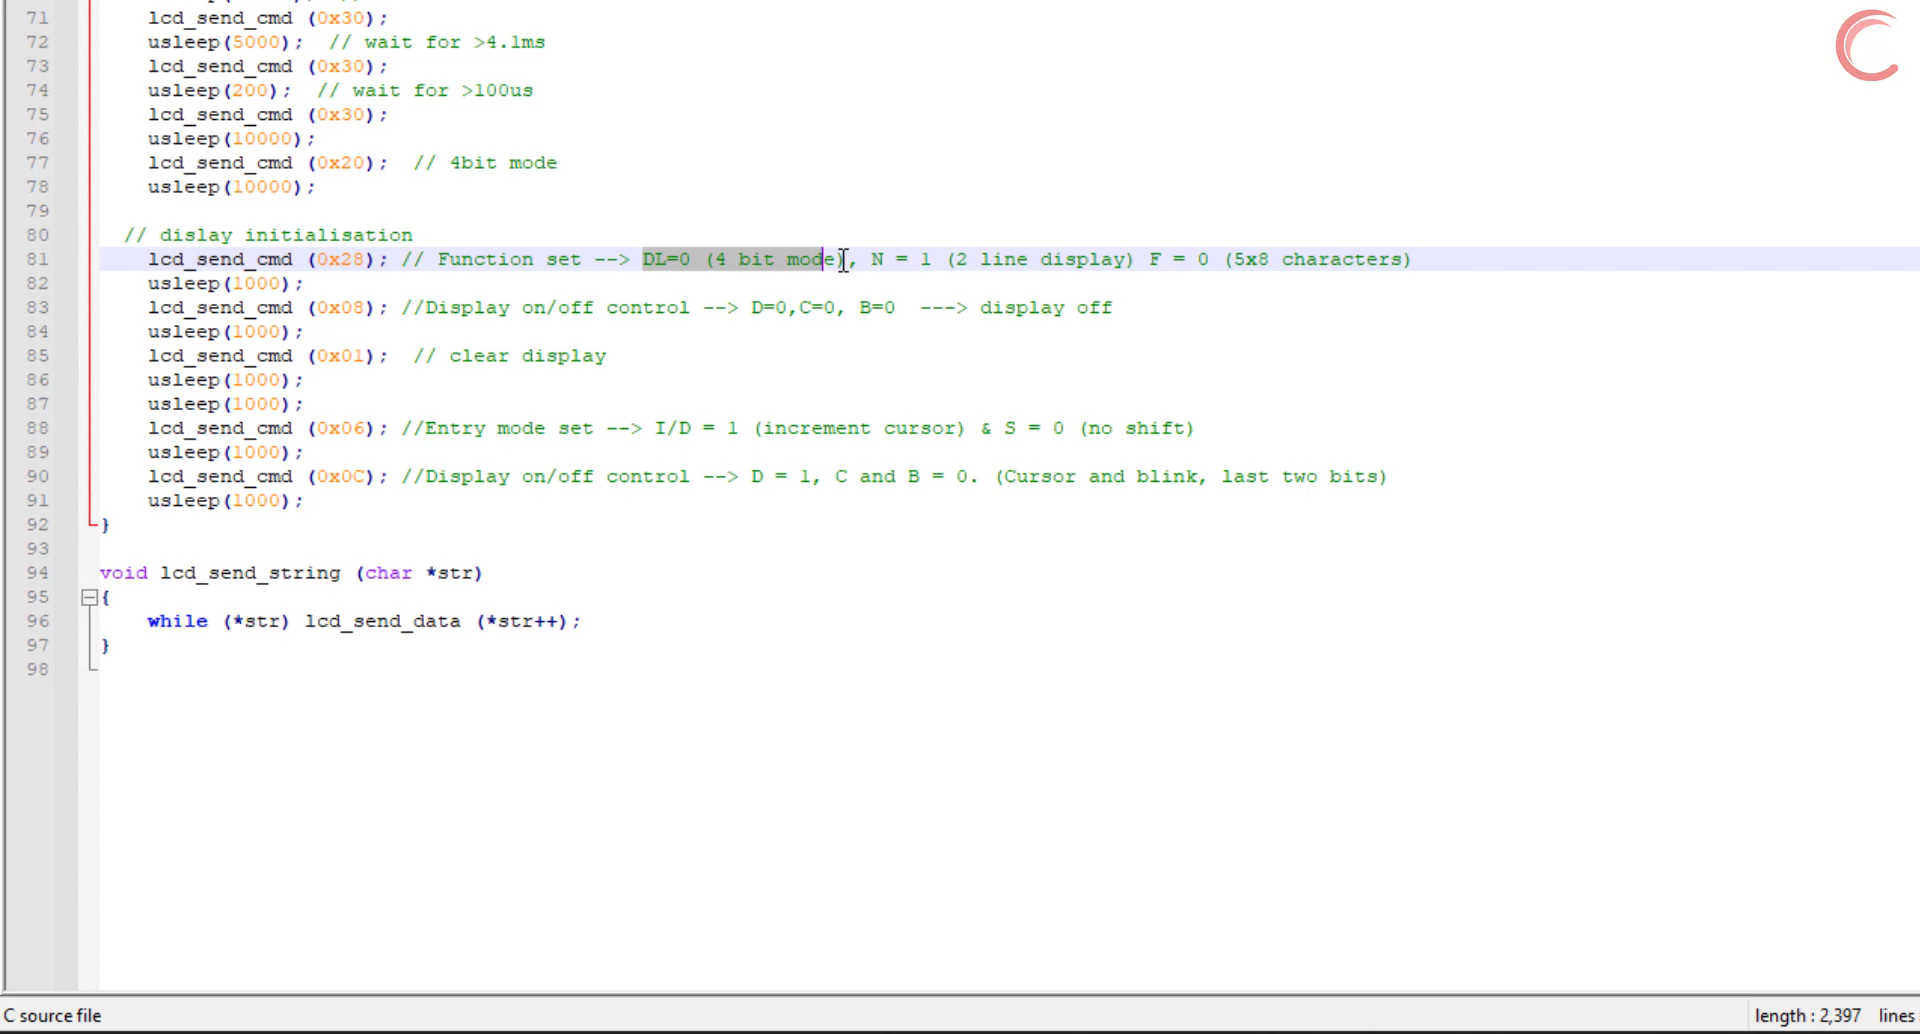 71 lcd_send_cmd (0x30);
72 usleep(5000);  // wait for >4.1ms
73 lcd_send_cmd (0x30);
74 usleep(200);  // wait for >100us
75 lcd_send_cmd (0x30);
76 usleep(10000);
77 lcd_send_cmd (0x20);  // 4bit mode
78 usleep(10000);
79
80 // dislay initialisation
81 lcd_send_cmd (0x28); // Function set --> DL=0 (4 bit mode), N = 1 (2 line display) F = 0 (5x8 characters)
82 usleep(1000);
83 lcd_send_cmd (0x08); //Display on/off control --> D=0,C=0, B=0  ---> display off
84 usleep(1000);
85 lcd_send_cmd (0x01);  // clear display
86 usleep(1000);
87 usleep(1000);
88 lcd_send_cmd (0x06); //Entry mode set --> I/D = 1 (increment cursor) & S = 0 (no shift)
89 usleep(1000);
90 lcd_send_cmd (0x0C); //Display on/off control --> D = 1, C and B = 0. (Cursor and blink, last two bits)
91 usleep(1000);
92 }
93
94 void lcd_send_string (char *str)
95 {
96 while (*str) lcd_send_data (*str++);
97 }
98
C source file
length : 2,397 lines